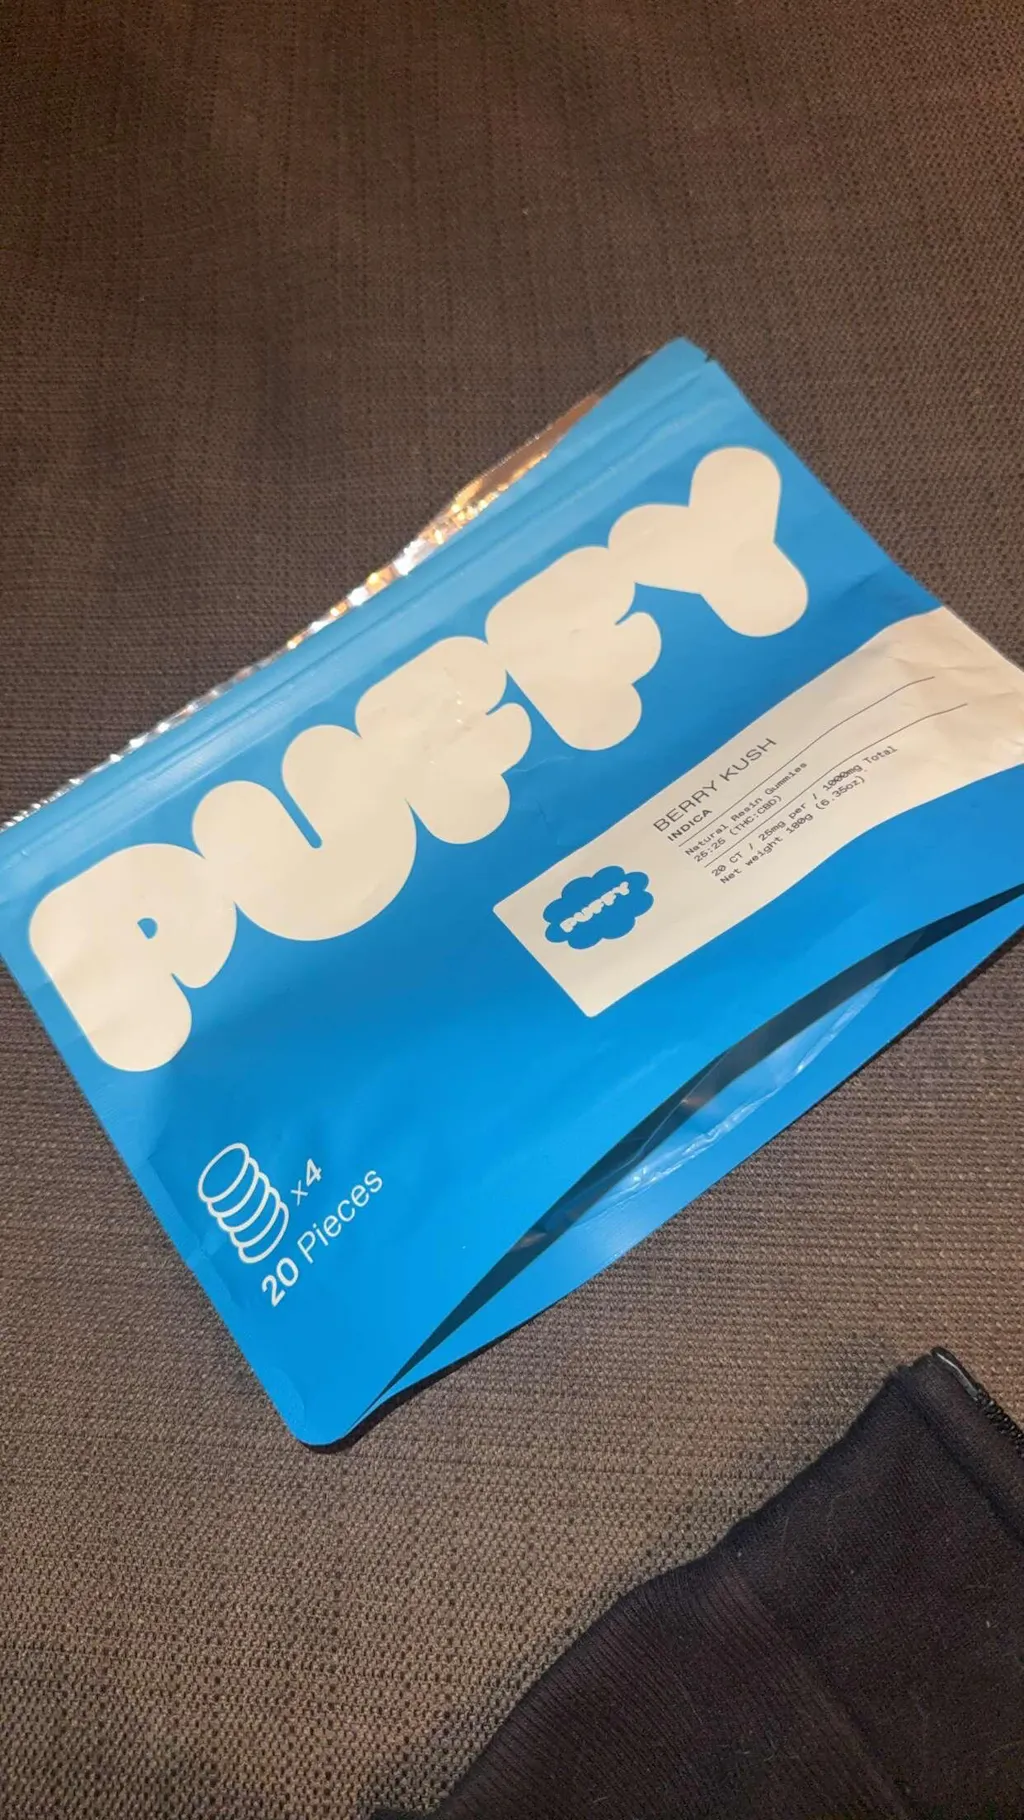 PUFFY
BERRY KUSH
INDICA
Natural Resin Gummies
25:25 (THC:CBD)
20 CT / 25mg per / 1000mg Total
Net weight 180g (6.35oz)
PUFFY
x4
20 Pieces